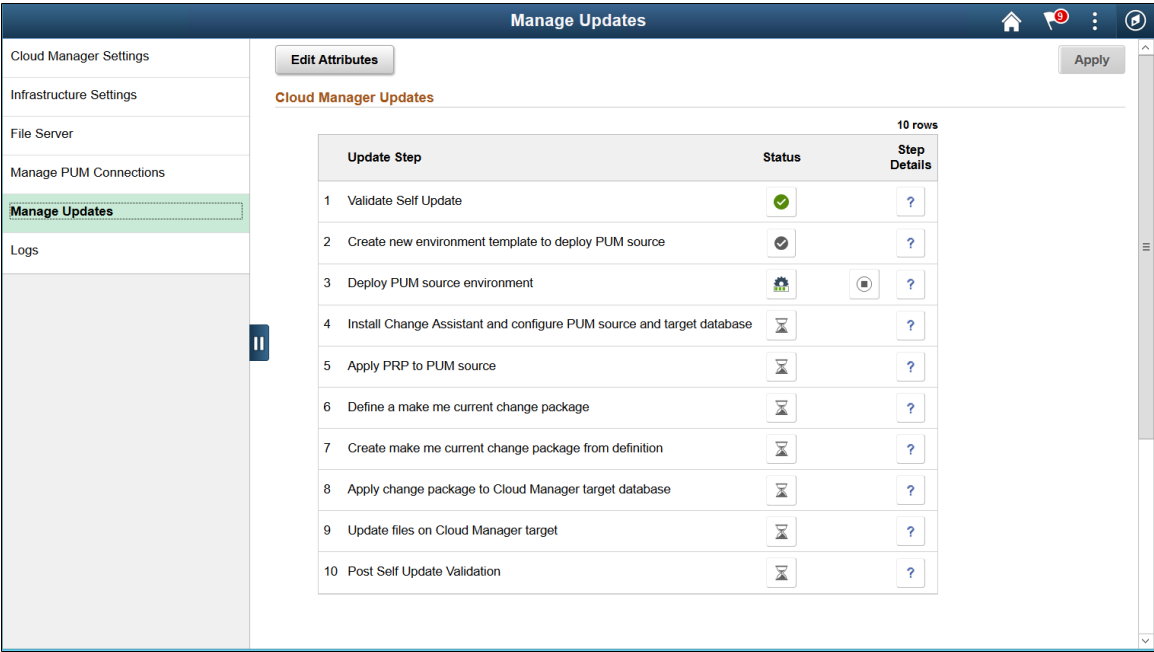 Manage Updates
9
Cloud Manager Settings
Infrastructure Settings
File Server
Manage PUM Connections
Manage Updates
Logs
Edit Attributes
Apply
Cloud Manager Updates
10 rows
Update Step Status Step Details
1 Validate Self Update ?
2 Create new environment template to deploy PUM source ?
3 Deploy PUM source environment ?
4 Install Change Assistant and configure PUM source and target database ?
5 Apply PRP to PUM source ?
6 Define a make me current change package ?
7 Create make me current change package from definition ?
8 Apply change package to Cloud Manager target database ?
9 Update files on Cloud Manager target ?
10 Post Self Update Validation ?